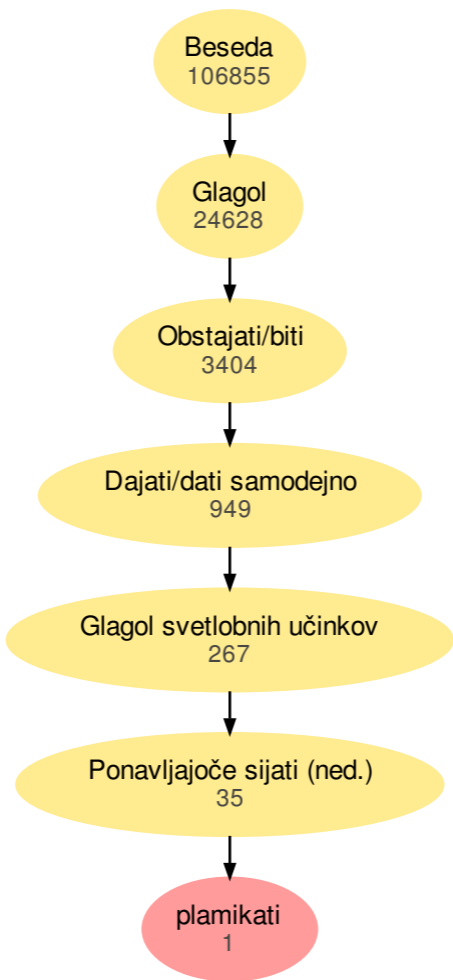 Beseda
106855
Glagol
24628
Obstajati/biti
3404
Dajati/dati samodejno
949
Glagol svetlobnih učinkov
267
Ponavljajoče sijati (ned.)
35
plamikati
1